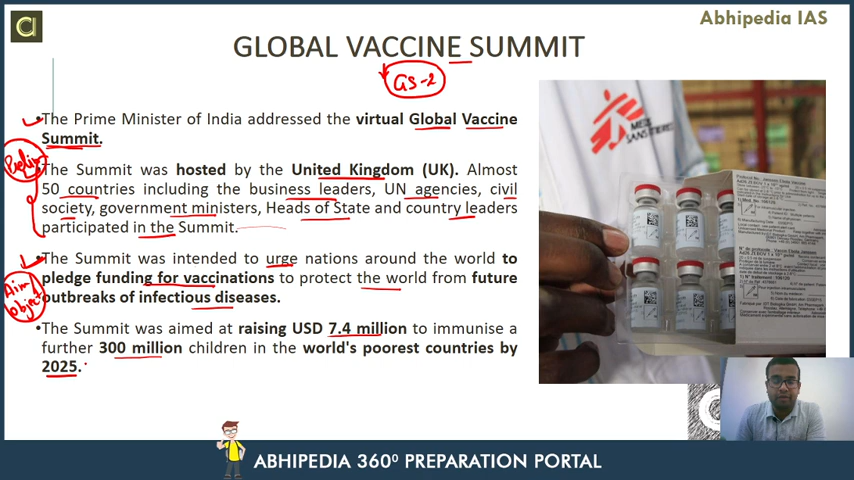 Abhipedia IAS
GLOBAL VACCINE SUMMIT
GS-2
•The Prime Minister of India addressed the virtual Global Vaccine
Summit.
The Summit was hosted by the United Kingdom (UK). Almost
50 countries including the business leaders, UN agencies, civil
society, government ministers, Heads of State and country leaders
participated in the Summit.
•The Summit was intended to urge nations around the world to
pledge funding for vaccinations to protect the world from future
Aim
outbreaks of infectious diseases.
•The Summit was aimed at raising USD 7.4 million to immunise a
further 300 million children in the world's poorest countries by
2025.
ABHIPEDIA 360⁰ PREPARATION PORTAL